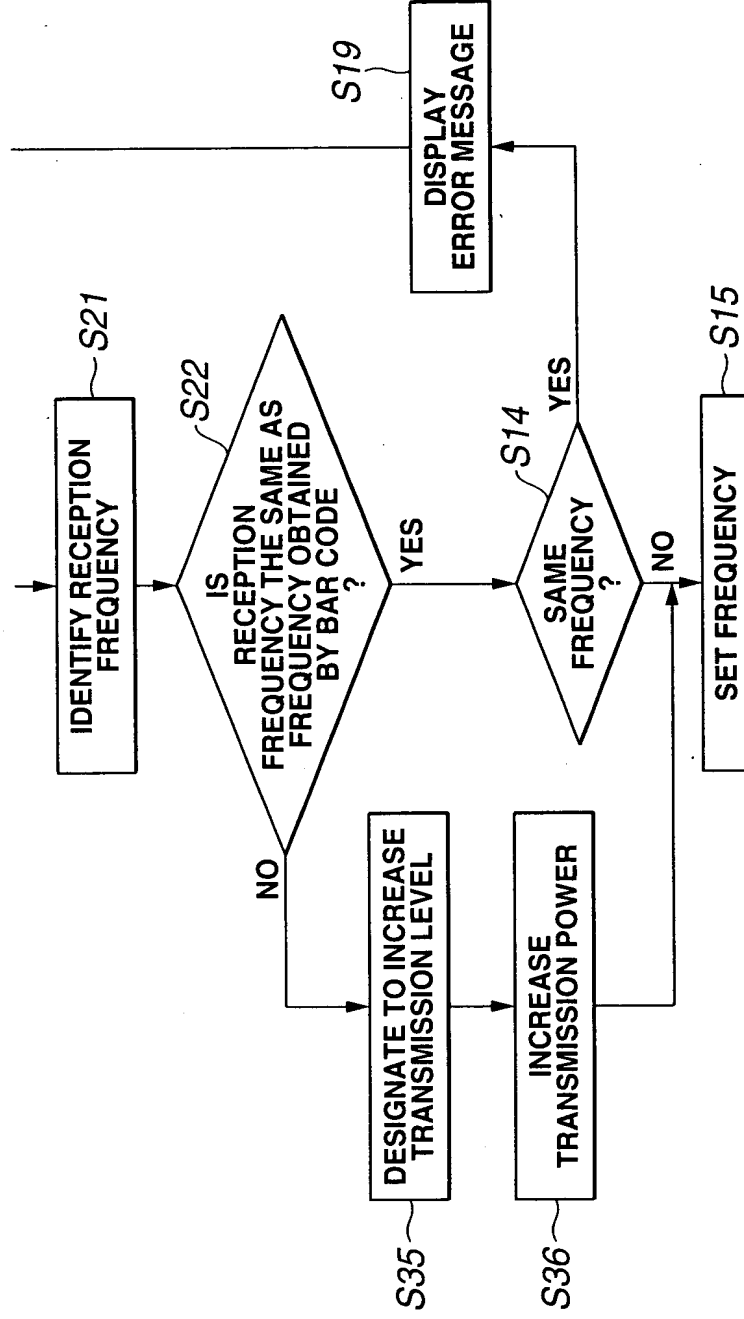 S21
IDENTIFY RECEPTION
FREQUENCY
S22
IS
RECEPTION
FREQUENCY THE SAME AS
FREQUENCY OBTAINED
BY BAR CODE
?
NO
YES
S35
DESIGNATE TO INCREASE
TRANSMISSION LEVEL
S36
INCREASE
TRANSMISSION POWER
S14
SAME
FREQUENCY
?
YES
NO
S19
DISPLAY
ERROR MESSAGE
S15
SET FREQUENCY